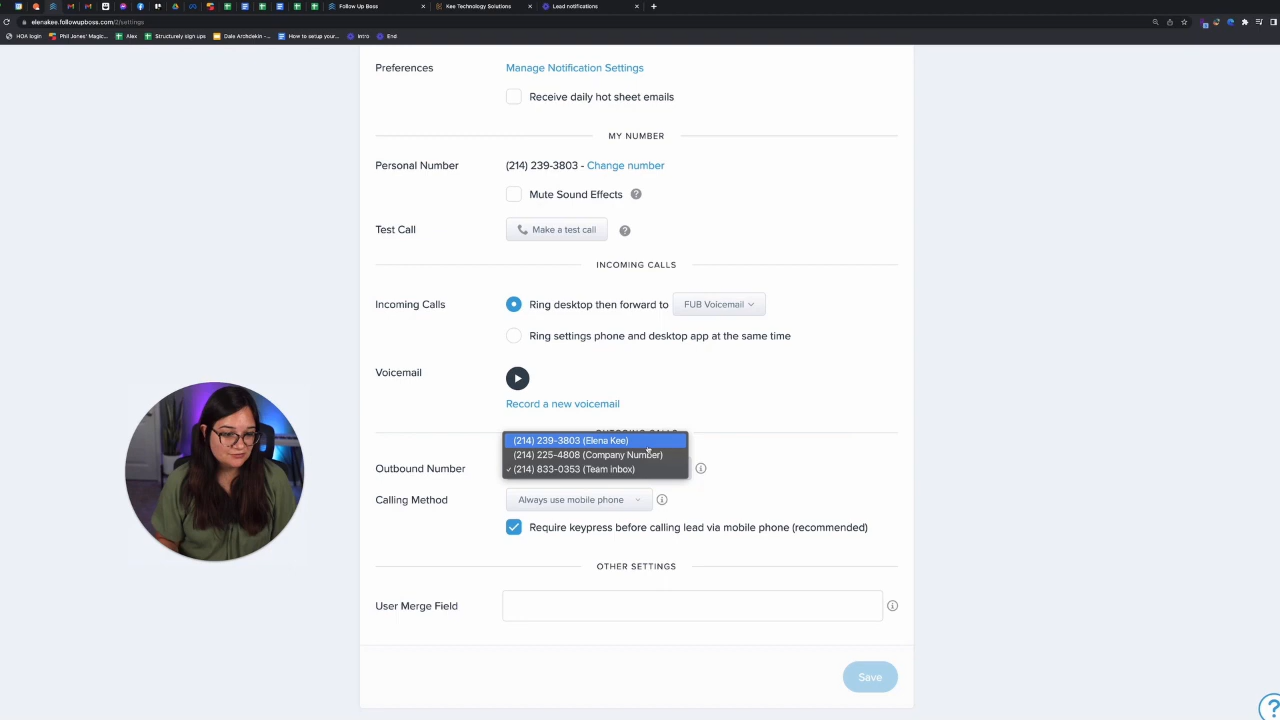 Follow Up Boss
Kee Technology Solutions
Lead notifications
elenakee.followupboss.com/2/settings
HOA login
Phil Jones' Magic...
Alex
Structurely sign ups
Dale Archdekin -...
How to setup your...
Intro
End
Preferences
Manage Notification Settings
Receive daily hot sheet emails
MY NUMBER
Personal Number
(214) 239-3803 - Change number
Mute Sound Effects
Test Call
Make a test call
INCOMING CALLS
Incoming Calls
Ring desktop then forward to
FUB Voicemail
Ring settings phone and desktop app at the same time
Voicemail
Record a new voicemail
(214) 239-3803 (Elena Kee)
(214) 225-4808 (Company Number)
Outbound Number
✓ (214) 833-0353 (Team inbox)
Calling Method
Always use mobile phone
Require keypress before calling lead via mobile phone (recommended)
OTHER SETTINGS
User Merge Field
Save